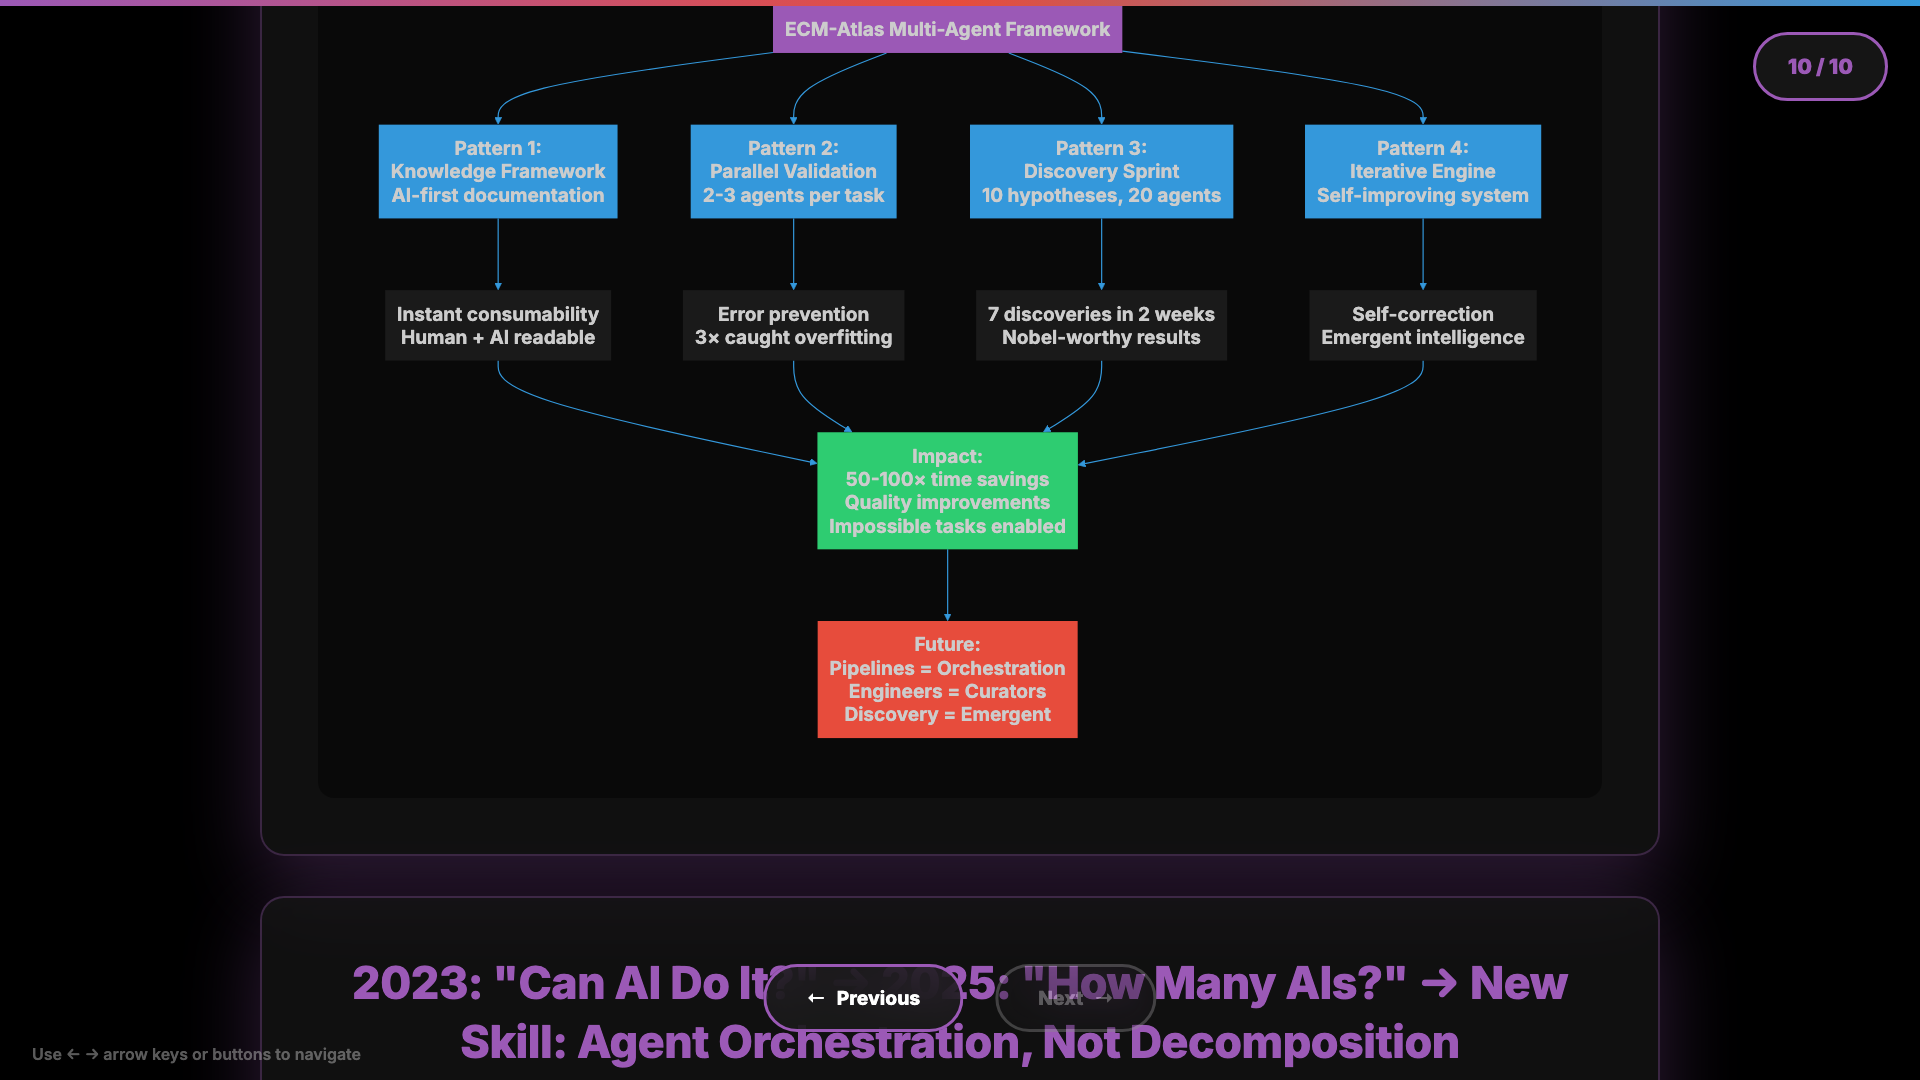 ECM-Atlas Multi-Agent Framework
10 / 10
Pattern 1:
Knowledge Framework
AI-first documentation
Pattern 2:
Parallel Validation
2-3 agents per task
Pattern 3:
Discovery Sprint
10 hypotheses, 20 agents
Pattern 4:
Iterative Engine
Self-improving system
Instant consumability
Human + AI readable
Error prevention
3× caught overfitting
7 discoveries in 2 weeks
Nobel-worthy results
Self-correction
Emergent intelligence
Impact:
50-100× time savings
Quality improvements
Impossible tasks enabled
Future:
Pipelines = Orchestration
Engineers = Curators
Discovery = Emergent
2023: "Can AI Do It?" → 2025: "How Many AIs?" → New
Skill: Agent Orchestration, Not Decomposition
← Previous
Next →
Use ← → arrow keys or buttons to navigate